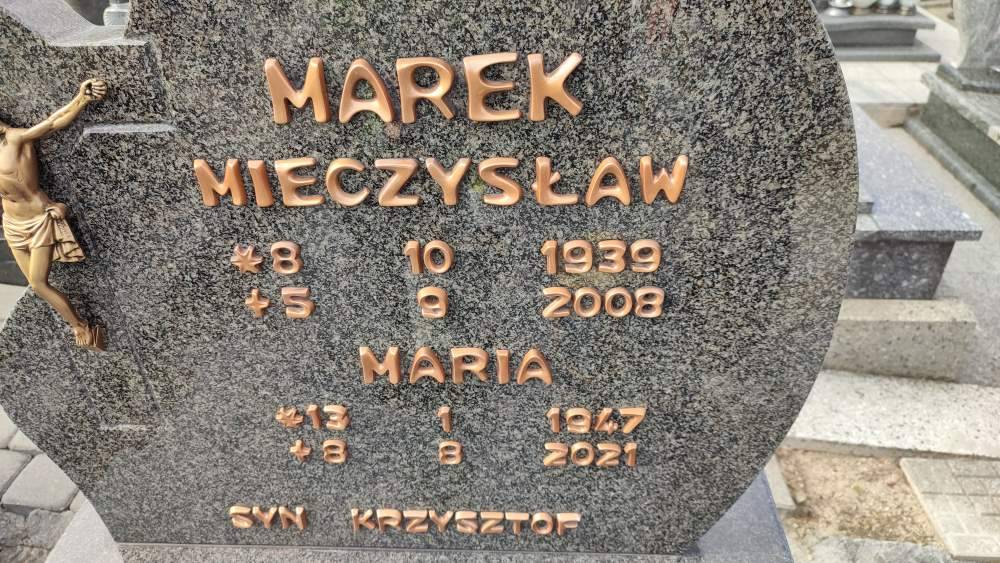 MAREK
MIECZYSŁAW
*8 10 1939
+5 9 2008
MARIA
*13 1 1947
+8 8 2021
SYN KRZYSZTOF